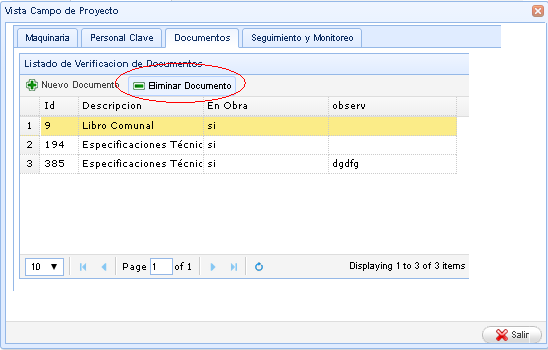 Vista Campo de Proyecto
Maquinaria Personal Clave Documentos Seguimiento y Monitoreo
Listado de Verificacion de Documentos
Nuevo Documento Eliminar Documento
Id Descripcion En Obra observ
1 9 Libro Comunal si
2 194 Especificaciones Técnic si
3 385 Especificaciones Técnic si dgdfg
10 Page 1 of 1 Displaying 1 to 3 of 3 items
Salir